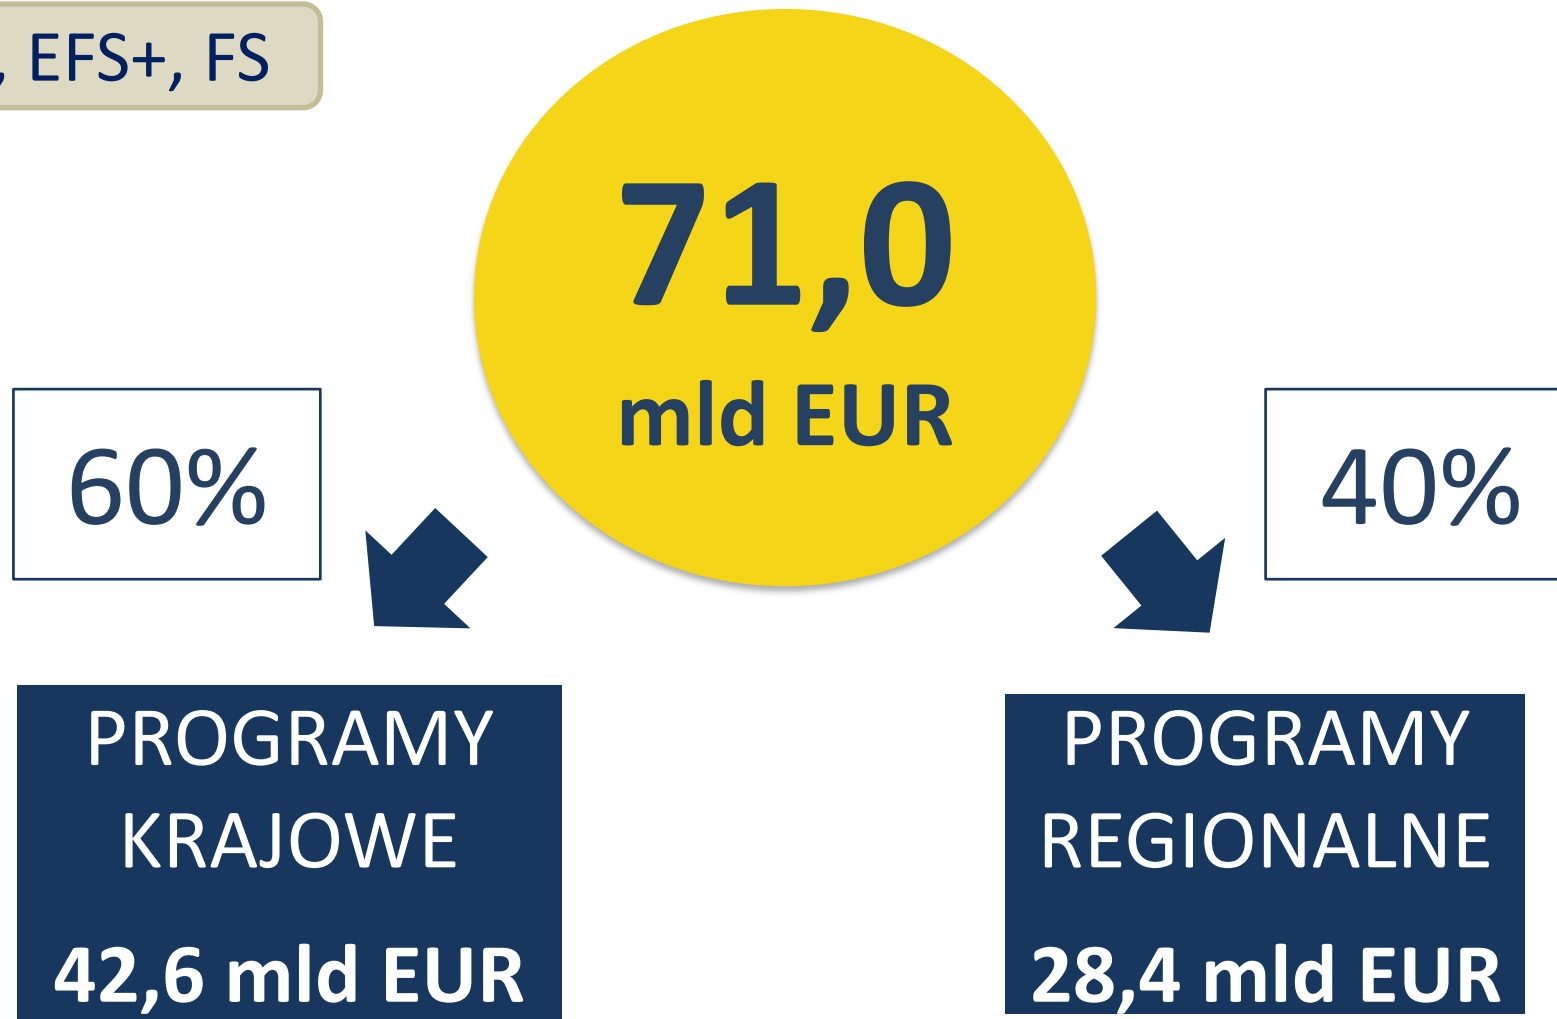 , EFS+, FS
71,0
mld EUR
60%
40%
PROGRAMY
KRAJOWE
42,6 mld EUR
PROGRAMY
REGIONALNE
28,4 mld EUR